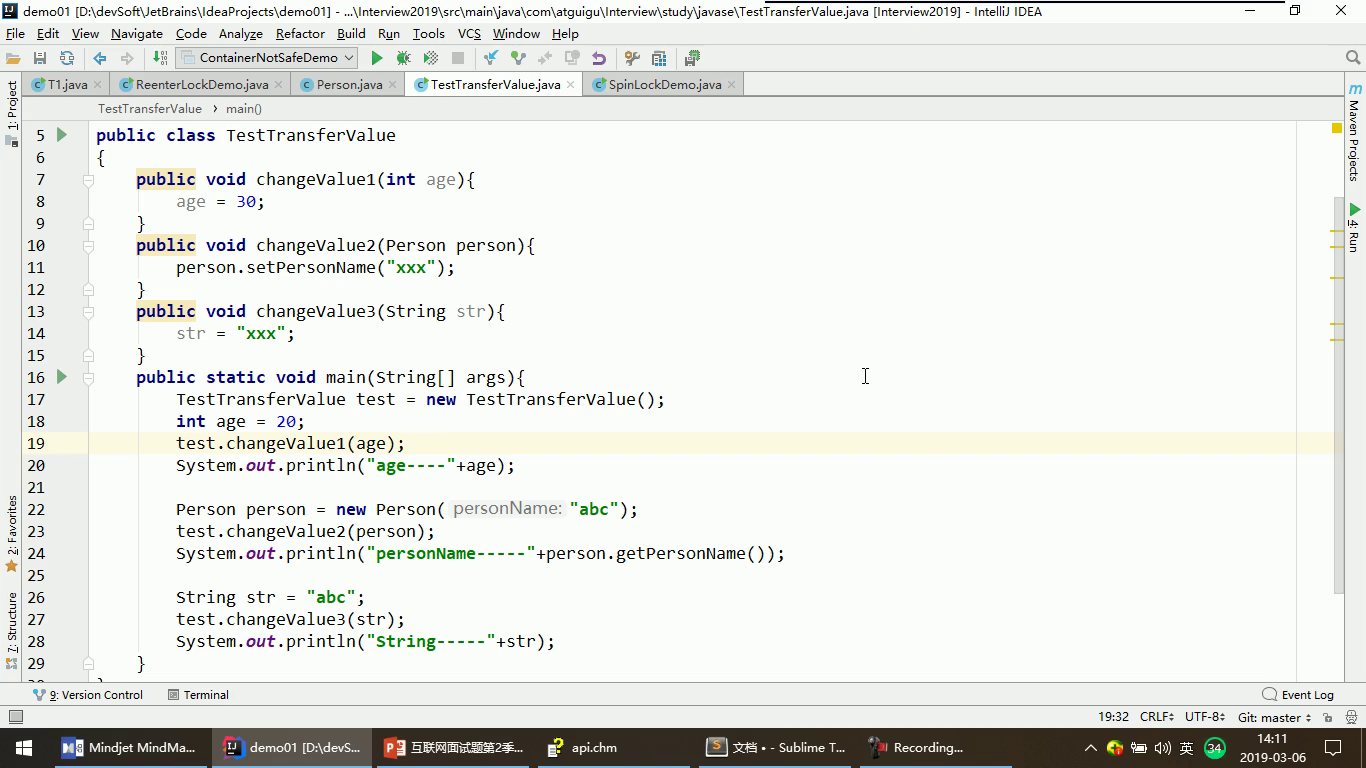 demo01 [D:\devSoft\JetBrains\IdeaProjects\demo01] - ...\Interview2019\src\main\java\com\atguigu\Interview\study\javase\TestTransferValue.java [Interview2019] - IntelliJ IDEA
File Edit View Navigate Code Analyze Refactor Build Run Tools VCS Window Help
ContainerNotSafeDemo
T1.java ReenterLockDemo.java Person.java TestTransferValue.java SpinLockDemo.java
TestTransferValue main()
1: Project
2: Favorites
7: Structure
Maven Projects
4: Run
5 public class TestTransferValue
6 {
7 public void changeValue1(int age){
8 age = 30;
9 }
10 public void changeValue2(Person person){
11 person.setPersonName("xxx");
12 }
13 public void changeValue3(String str){
14 str = "xxx";
15 }
16 public static void main(String[] args){
17 TestTransferValue test = new TestTransferValue();
18 int age = 20;
19 test.changeValue1(age);
20 System.out.println("age----"+age);
21
22 Person person = new Person( personName: "abc");
23 test.changeValue2(person);
24 System.out.println("personName-----"+person.getPersonName());
25
26 String str = "abc";
27 test.changeValue3(str);
28 System.out.println("String-----"+str);
29 }
9: Version Control Terminal Event Log
19:32 CRLF UTF-8 Git: master
Mindjet MindMa... demo01 [D:\devS... 互联网面试题第2季... api.chm 文档 • - Sublime T... Recording... 英 34 14:11
2019-03-06